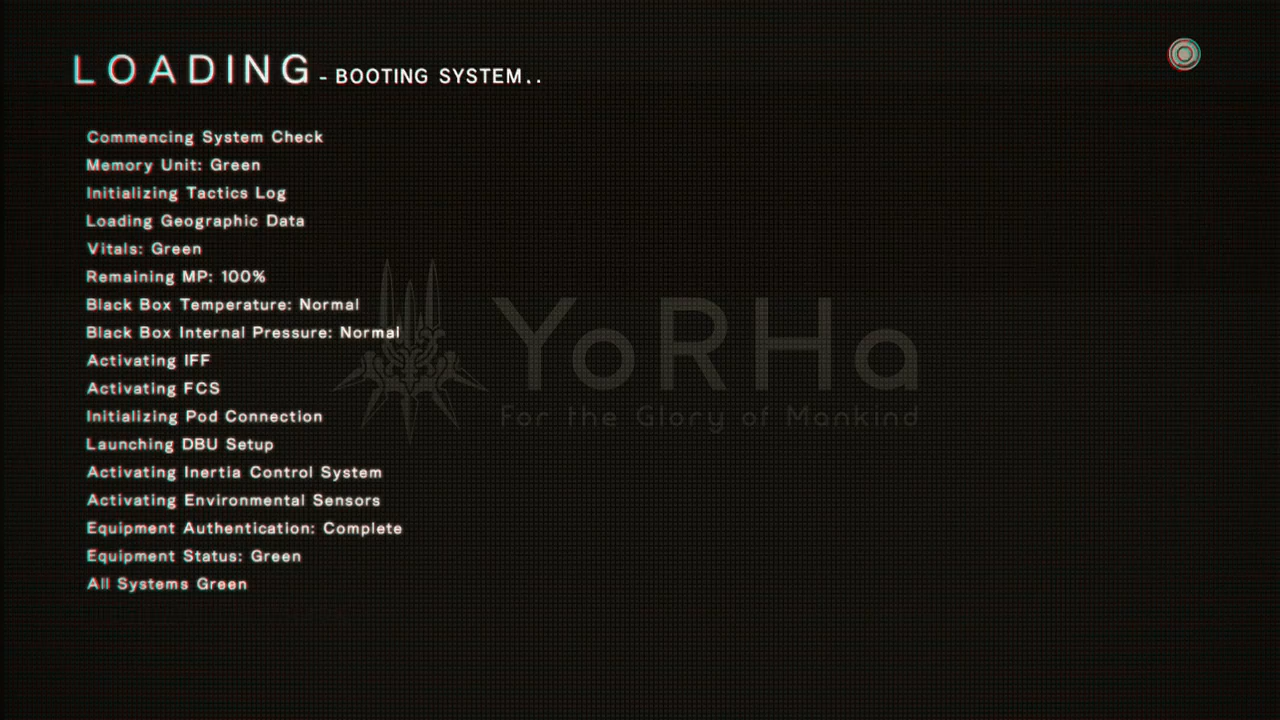 LOADING - BOOTING SYSTEM..
Commencing System Check
Memory Unit: Green
Initializing Tactics Log
Loading Geographic Data
Vitals: Green
Remaining MP: 100%
Black Box Temperature: Normal
Black Box Internal Pressure: Normal
Activating IFF
Activating FCS
Initializing Pod Connection
Launching DBU Setup
Activating Inertia Control System
Activating Environmental Sensors
Equipment Authentication: Complete
Equipment Status: Green
All Systems Green
YoRHa
For the Glory of Mankind